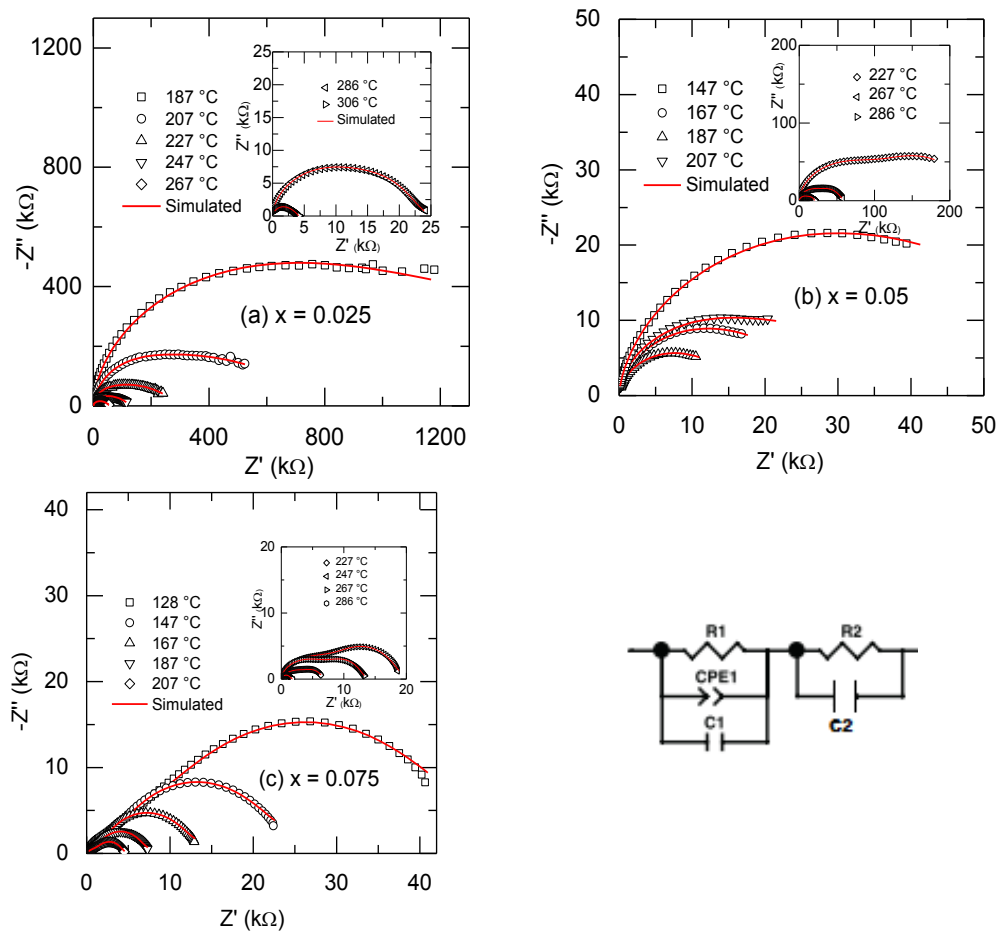 1200
800
400
0
-Z'' (kΩ)
187 °C
207 °C
227 °C
247 °C
267 °C
Simulated
25
20
15
10
5
0
Z'' (kΩ)
286 °C
306 °C
Simulated
0 5 10 15 20 25
Z' (kΩ)
(a) x = 0.025
0 400 800 1200
Z' (kΩ)
50
40
30
20
10
0
-Z'' (kΩ)
147 °C
167 °C
187 °C
207 °C
Simulated
200
100
0
Z'' (kΩ)
227 °C
267 °C
286 °C
0 100 200
Z' (kΩ)
(b) x = 0.05
0 10 20 30 40 50
Z' (kΩ)
40
30
20
10
0
-Z'' (kΩ)
128 °C
147 °C
167 °C
187 °C
207 °C
Simulated
20
10
0
Z'' (kΩ)
227 °C
247 °C
267 °C
286 °C
0 10 20
Z' (kΩ)
(c) x = 0.075
0 10 20 30 40
Z' (kΩ)
R1 R2
CPE1
C1 C2